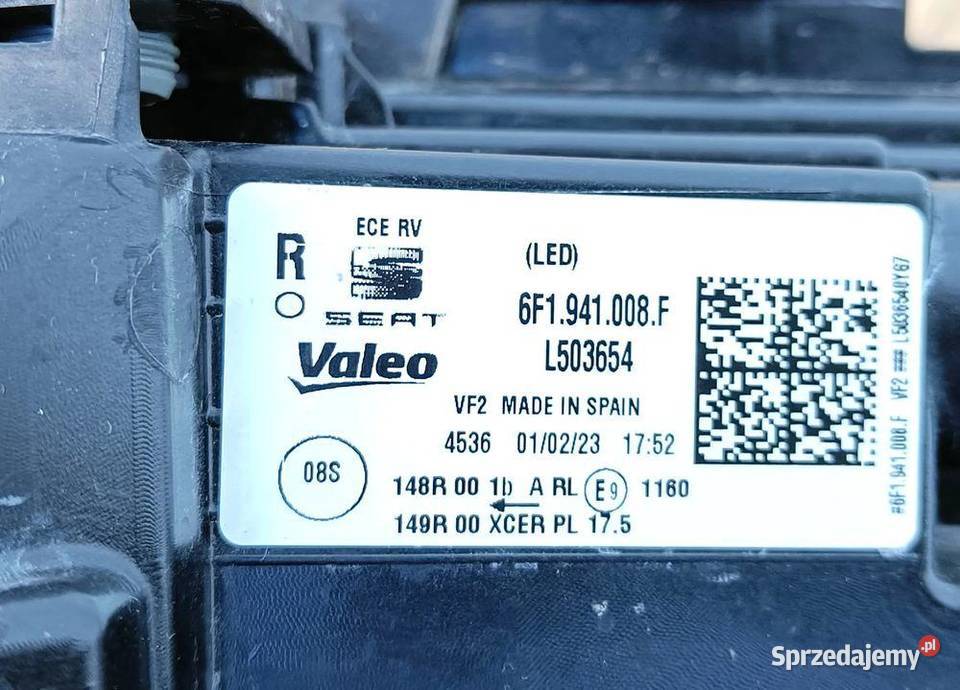 R
ECE RV
(LED)
SEAT
6F1.941.008.F
Valeo
L503654
VF2 MADE IN SPAIN
4536 01/02/23 17:52
08S
148R 00 1b A RL E9 1160
149R 00 XCER PL 17.5
#6F1.941.008.F VF2 ### L5036540Y67
Sprzedajemy.pl